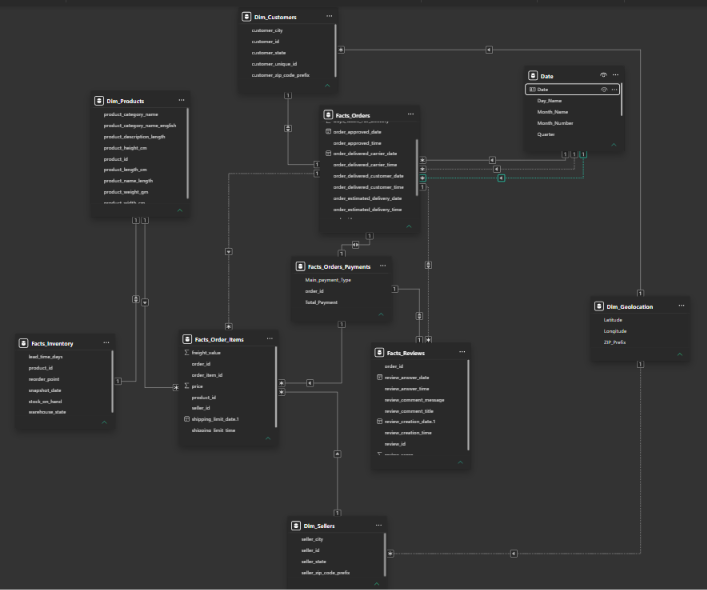 Dim_Customers
customer_city
customer_id
customer_state
customer_unique_id
customer_zip_code_prefix
Date
Date
Day_Name
Month_Name
Month_Number
Quarter
Dim_Products
product_category_name
product_category_name_english
product_description_length
product_height_cm
product_id
product_length_cm
product_name_length
product_weight_gm
product_width_cm
Facts_Orders
order_approved_date
order_approved_time
order_delivered_carrier_date
order_delivered_carrier_time
order_delivered_customer_date
order_delivered_customer_time
order_estimated_delivery_date
order_estimated_delivery_time
Facts_Orders_Payments
Main_payment_Type
order_id
Total_Payment
Dim_Geolocation
Latitude
Longitude
ZIP_Prefix
Facts_Inventory
lead_time_days
product_id
reorder_point
snapshot_date
stock_on_hand
warehouse_state
Facts_Order_Items
freight_value
order_id
order_item_id
price
product_id
seller_id
shipping_limit_date.1
shipping_limit_time
Facts_Reviews
order_id
review_answer_date
review_answer_time
review_comment_message
review_comment_title
review_creation_date.1
review_creation_time
review_id
Dim_Sellers
seller_city
seller_id
seller_state
seller_zip_code_prefix